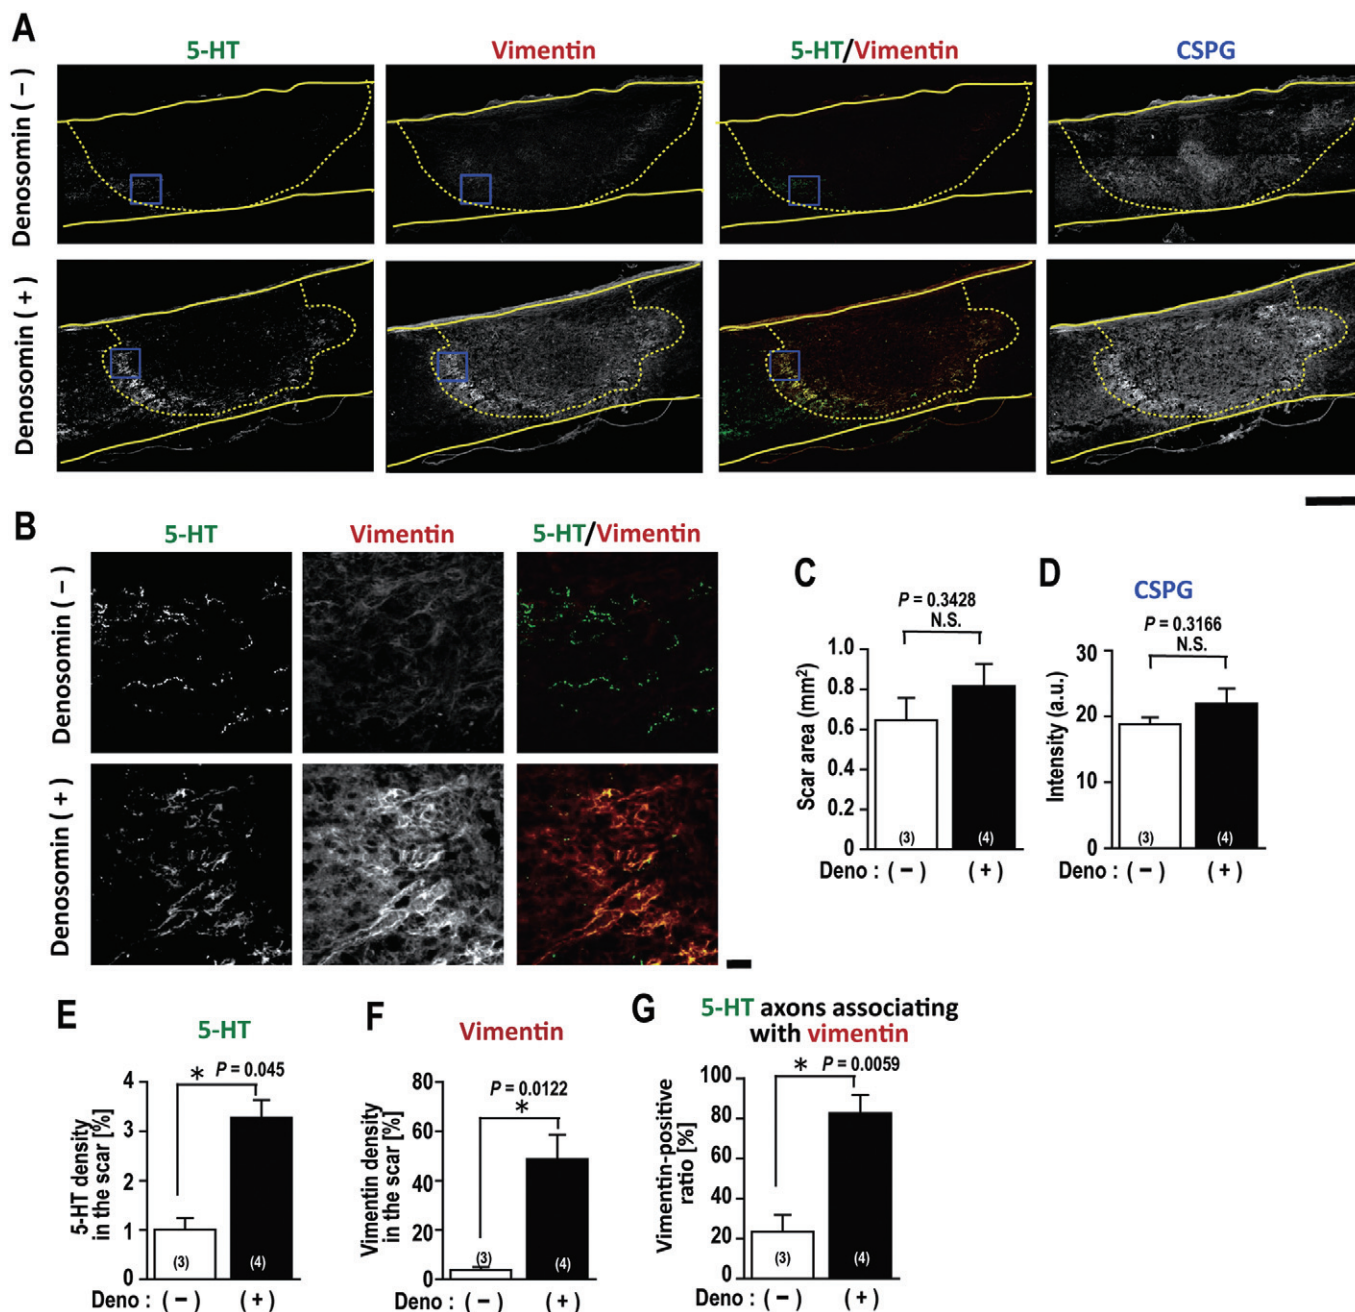 A
5-HT
Vimentin
5-HT/Vimentin
CSPG
Denosomin (−)
Denosomin (+)
B
5-HT
Vimentin
5-HT/Vimentin
Denosomin (−)
Denosomin (+)
C
P = 0.3428
N.S.
Scar area (mm²)
1.0
0.8
0.6
0.4
0.2
0
(3)
(4)
Deno : (−) (+)
D
CSPG
P = 0.3166
N.S.
Intensity (a.u.)
30
20
10
0
(3)
(4)
Deno : (−) (+)
E
5-HT
* P = 0.045
5-HT density
in the scar [%]
4
3
2
1
0
(3)
(4)
Deno : (−) (+)
F
Vimentin
P = 0.0122
*
Vimentin density
in the scar [%]
80
60
40
20
0
(3)
(4)
Deno : (−) (+)
G
5-HT axons associating
with vimentin
* P = 0.0059
Vimentin-positive
ratio [%]
100
80
60
40
20
0
(3)
(4)
Deno : (−) (+)